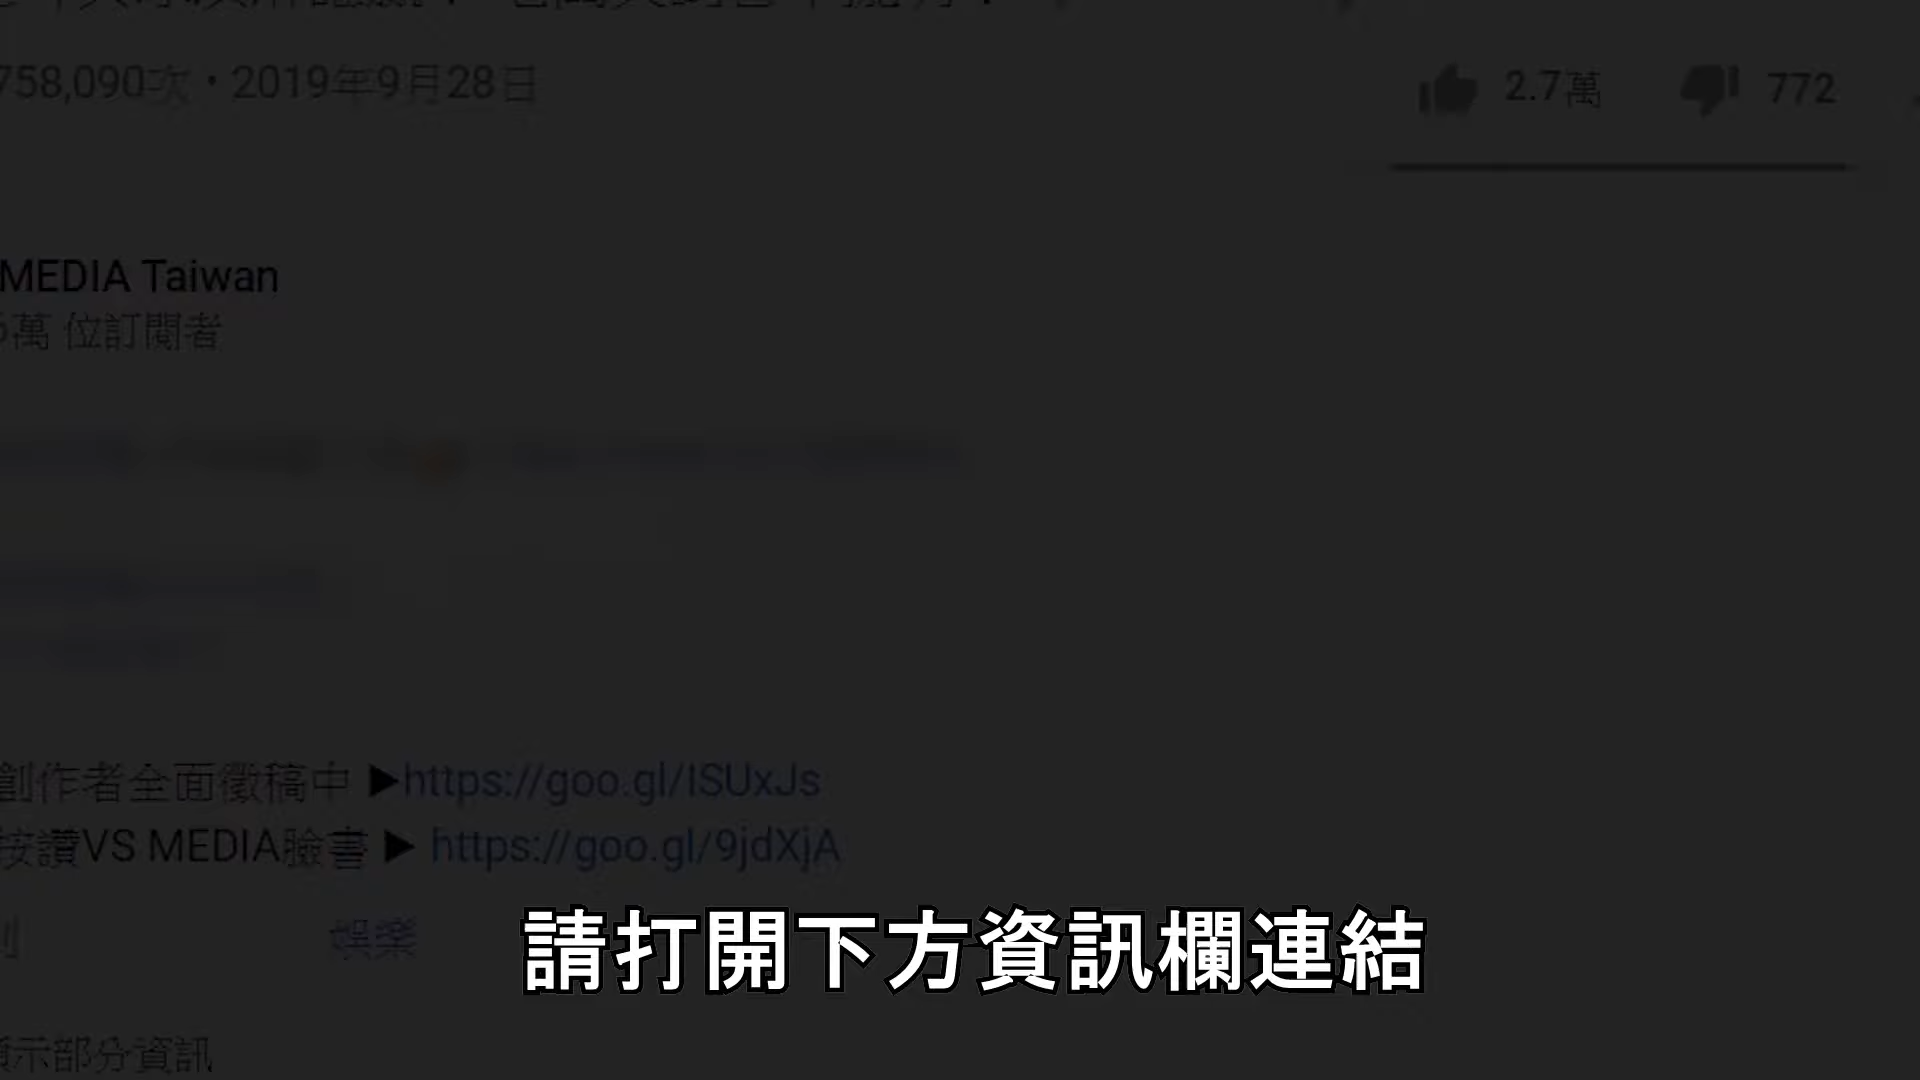 758,090次・2019年9月28日
2.7萬
772
MEDIA Taiwan
萬 位訂閱者
創作者全面徵稿中 ▶https://goo.gl/ISUxJs
按讚VS MEDIA臉書 ▶ https://goo.gl/9jdXjA
娛樂
請打開下方資訊欄連結
示部分資訊